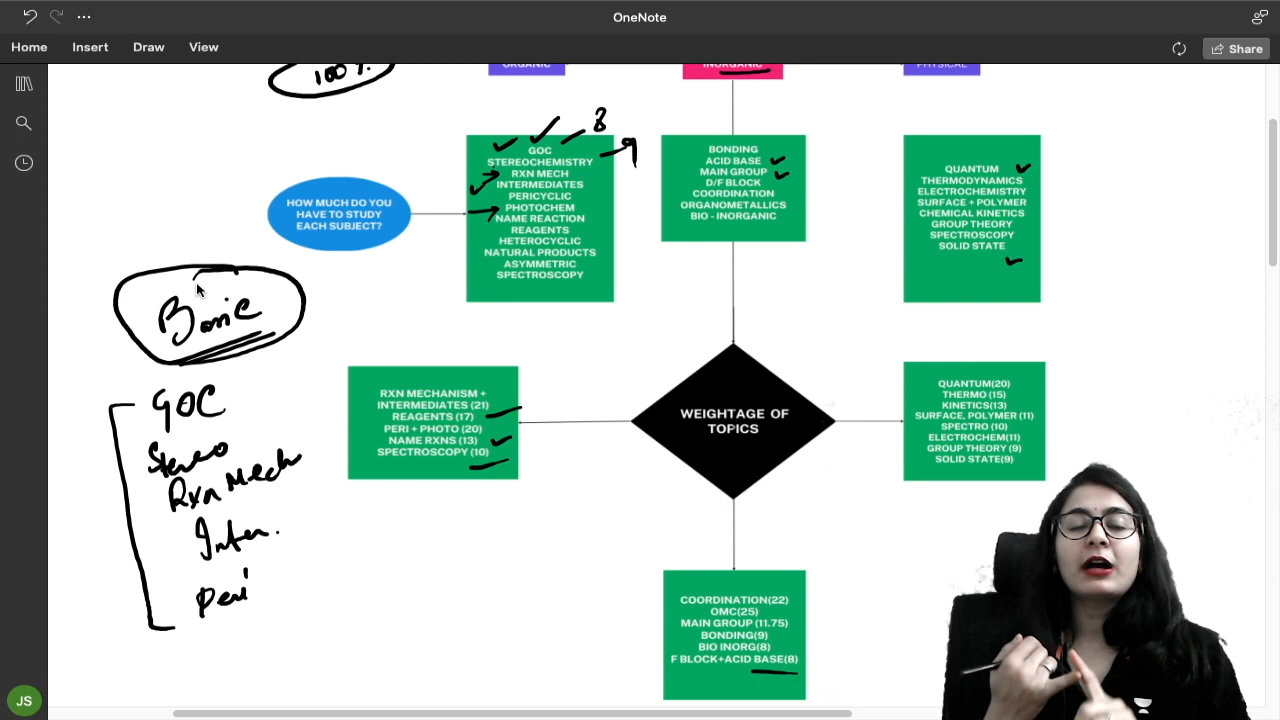 OneNote
Home Insert Draw View
Share
100%
ORGANIC
INORGANIC
PHYSICAL
8
9
GOC
STEREOCHEMISTRY
RXN MECH
INTERMEDIATES
PERICYCLIC
PHOTOCHEM
NAME REACTION
REAGENTS
HETEROCYCLIC
NATURAL PRODUCTS
ASYMMETRIC
SPECTROSCOPY
BONDING
ACID BASE
MAIN GROUP
D/F BLOCK
COORDINATION
ORGANOMETALLICS
BIO - INORGANIC
QUANTUM
THERMODYNAMICS
ELECTROCHEMISTRY
SURFACE + POLYMER
CHEMICAL KINETICS
GROUP THEORY
SPECTROSCOPY
SOLID STATE
HOW MUCH DO YOU
HAVE TO STUDY
EACH SUBJECT?
Basic
GOC
Stereo
Rxn Mech
Inter.
Peri
RXN MECHANISM +
INTERMEDIATES (21)
REAGENTS (17)
PERI + PHOTO (20)
NAME RXNS (13)
SPECTROSCOPY (10)
WEIGHTAGE OF
TOPICS
QUANTUM(20)
THERMO (15)
KINETICS(13)
SURFACE, POLYMER (11)
SPECTRO (10)
ELECTROCHEM(11)
GROUP THEORY (9)
SOLID STATE(9)
COORDINATION(22)
OMC(25)
MAIN GROUP (11.75)
BONDING(9)
BIO INORG(8)
F BLOCK+ACID BASE(8)
JS